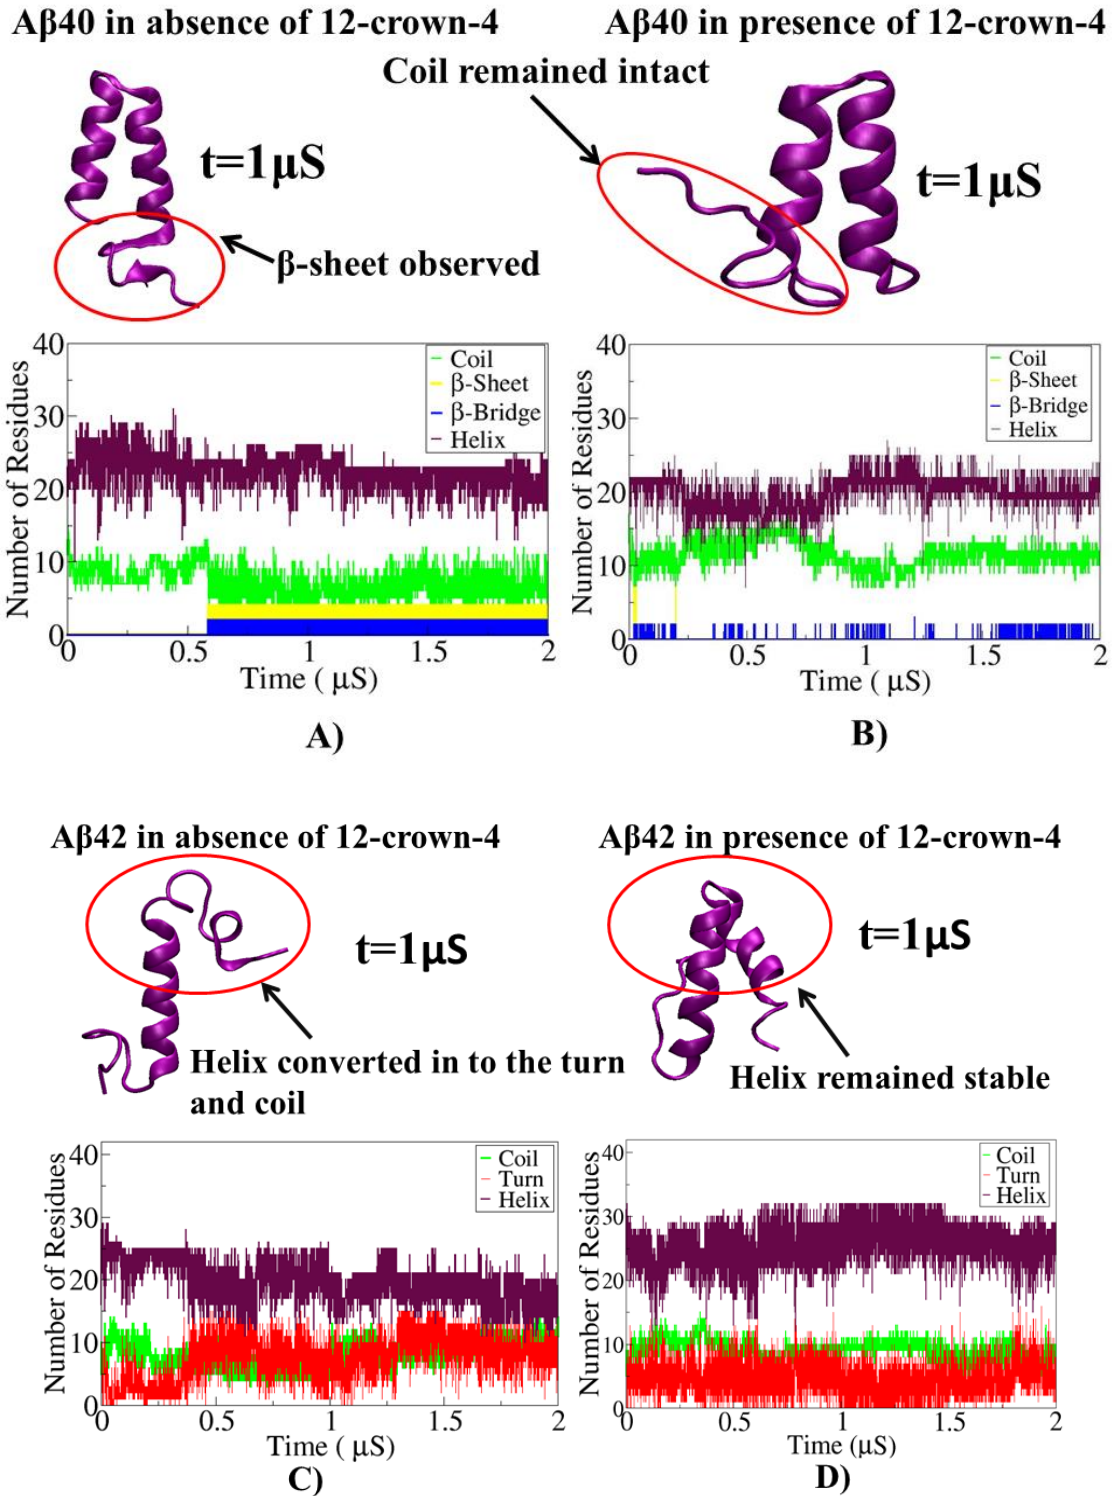 Aβ40 in absence of 12-crown-4
Aβ40 in presence of 12-crown-4
Coil remained intact
t=1μS
t=1μS
β-sheet observed
Number of Residues
40
30
20
10
0
Coil
β-Sheet
β-Bridge
Helix
0
0.5
1
1.5
2
Time ( μS)
A)
Number of Residues
40
30
20
10
0
Coil
β-Sheet
β-Bridge
Helix
0
0.5
1
1.5
2
Time ( μS)
B)
Aβ42 in absence of 12-crown-4
Aβ42 in presence of 12-crown-4
t=1μS
t=1μS
Helix converted in to the turn
and coil
Helix remained stable
Number of Residues
40
30
20
10
0
Coil
Turn
Helix
0
0.5
1
1.5
2
Time ( μS)
C)
Number of Residues
40
30
20
10
0
Coil
Turn
Helix
0
0.5
1
1.5
2
Time (μS)
D)